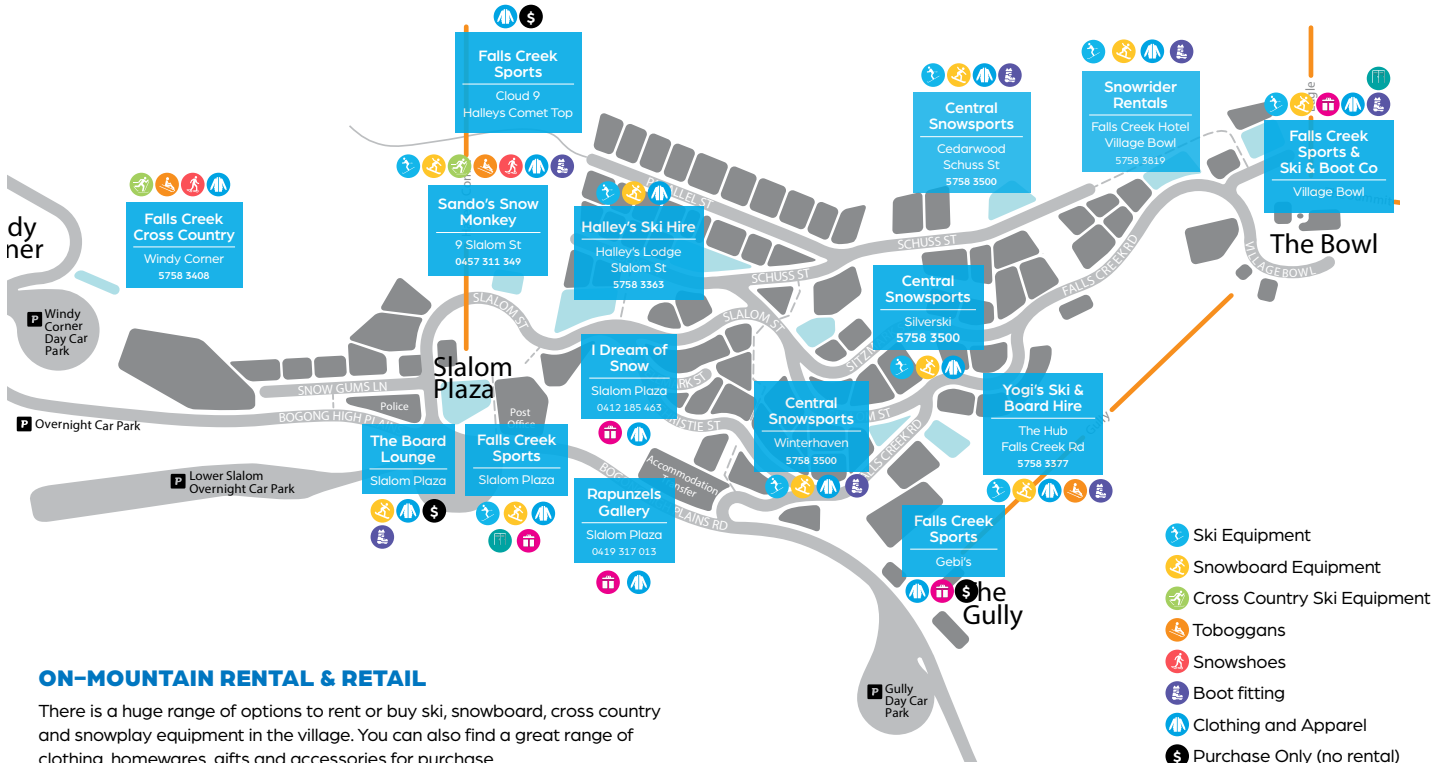 Falls Creek
Sports
Cloud 9
Halleys Comet Top
Central
Snowsports
Cedarwood
Schuss St
5758 3500
Snowrider
Rentals
Falls Creek Hotel
Village Bowl
5758 3819
Falls Creek
Sports &
Ski & Boot Co
Village Bowl
The Bowl
VILLAGE BOWL
dy
ner
Falls Creek
Cross Country
Windy Corner
5758 3408
Sando's Snow
Monkey
9 Slalom St
0457 311 349
Halley's Ski Hire
Halley's Lodge
Slalom St
5758 3363
SCHUSS ST
SCHUSS ST
FALLS CREEK RD
Central
Snowsports
Silverski
5758 3500
P Windy
Corner
Day Car
Park
SLALOM ST
SLALOM ST
I Dream of
Snow
Slalom Plaza
0412 185 463
Slalom
Plaza
SNOW GUMS LN
Police
Post
BOGONG HIGH
P Overnight Car Park
P Lower Slalom
Overnight Car Park
The Board
Lounge
Slalom Plaza
$
Falls Creek
Sports
Slalom Plaza
Rapunzels
Gallery
Slalom Plaza
0419 317 013
Accommodation
PLAINS RD
Central
Snowsports
Winterhaven
5758 3500
Yogi's Ski &
Board Hire
The Hub
Falls Creek Rd
5758 3377
Falls Creek
Sports
Gebi's
$
he
Gully
P Gully
Day Car
Park
Ski Equipment
Snowboard Equipment
Cross Country Ski Equipment
Toboggans
Snowshoes
Boot fitting
Clothing and Apparel
$ Purchase Only (no rental)
ON-MOUNTAIN RENTAL & RETAIL
There is a huge range of options to rent or buy ski, snowboard, cross country
and snowplay equipment in the village. You can also find a great range of
clothing, homewares, gifts and accessories for purchase